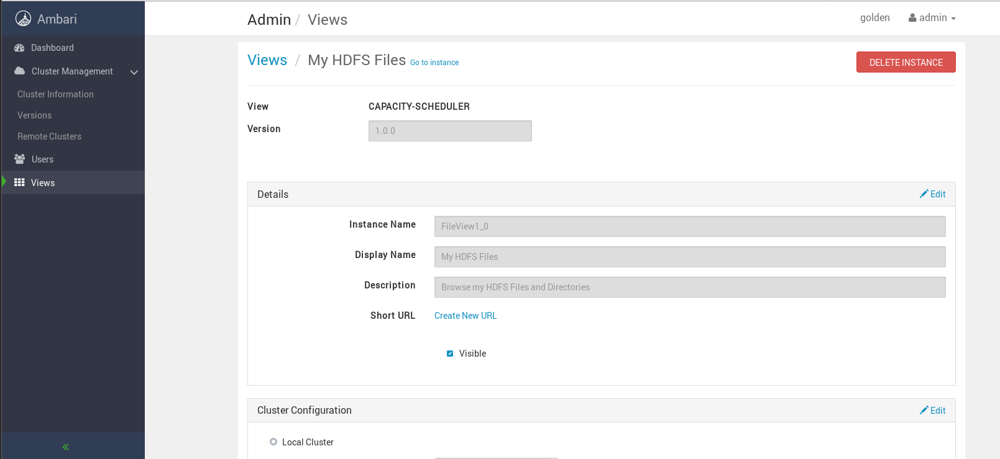 Ambari
Admin / Views
golden
admin
Dashboard
Cluster Management
Cluster Information
Versions
Remote Clusters
Users
Views
Views / My HDFS Files Go to instance
DELETE INSTANCE
View CAPACITY-SCHEDULER
Version 1.0.0
Details
Edit
Instance Name FileView1_0
Display Name My HDFS Files
Description Browse my HDFS Files and Directories
Short URL Create New URL
Visible
Cluster Configuration
Edit
Local Cluster